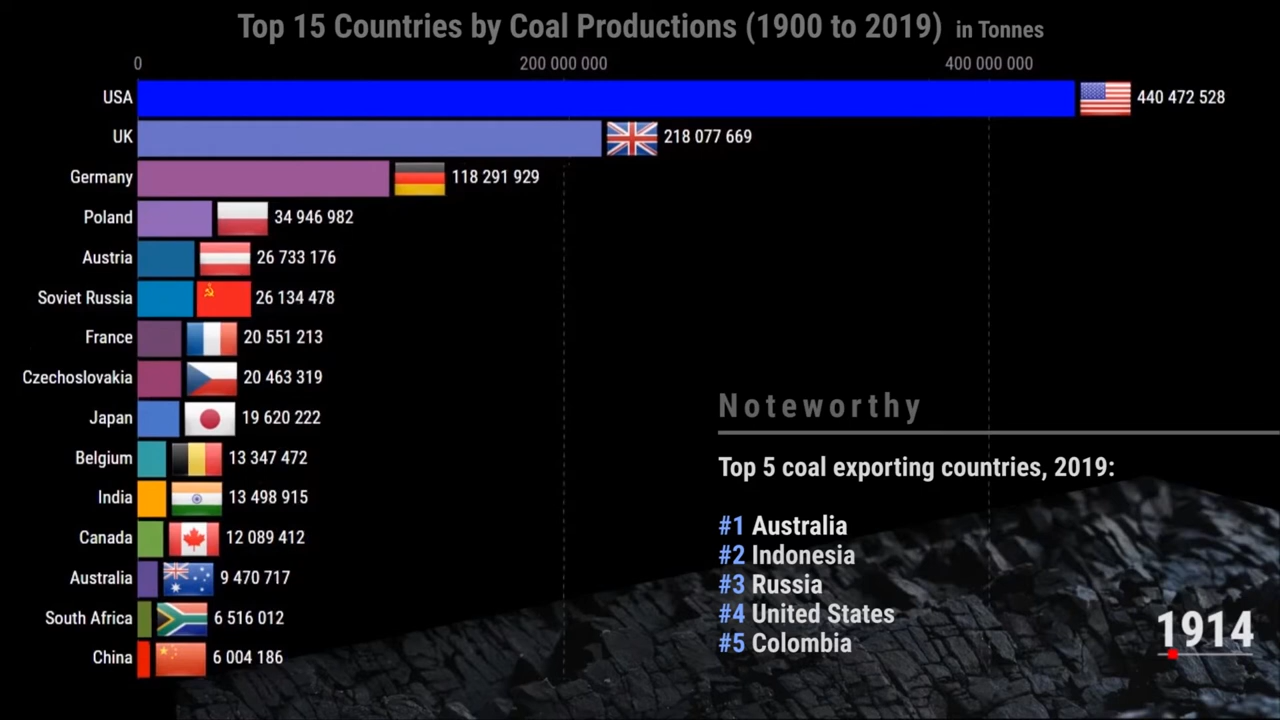 Top 15 Countries by Coal Productions (1900 to 2019) in Tonnes
0 200 000 000 400 000 000
USA 440 472 528
UK 218 077 669
Germany 118 291 929
Poland 34 946 982
Austria 26 733 176
Soviet Russia 26 134 478
France 20 551 213
Czechoslovakia 20 463 319
Japan 19 620 222
Belgium 13 347 472
India 13 498 915
Canada 12 089 412
Australia 9 470 717
South Africa 6 516 012
China 6 004 186
Noteworthy
Top 5 coal exporting countries, 2019:
#1 Australia
#2 Indonesia
#3 Russia
#4 United States
#5 Colombia
1914